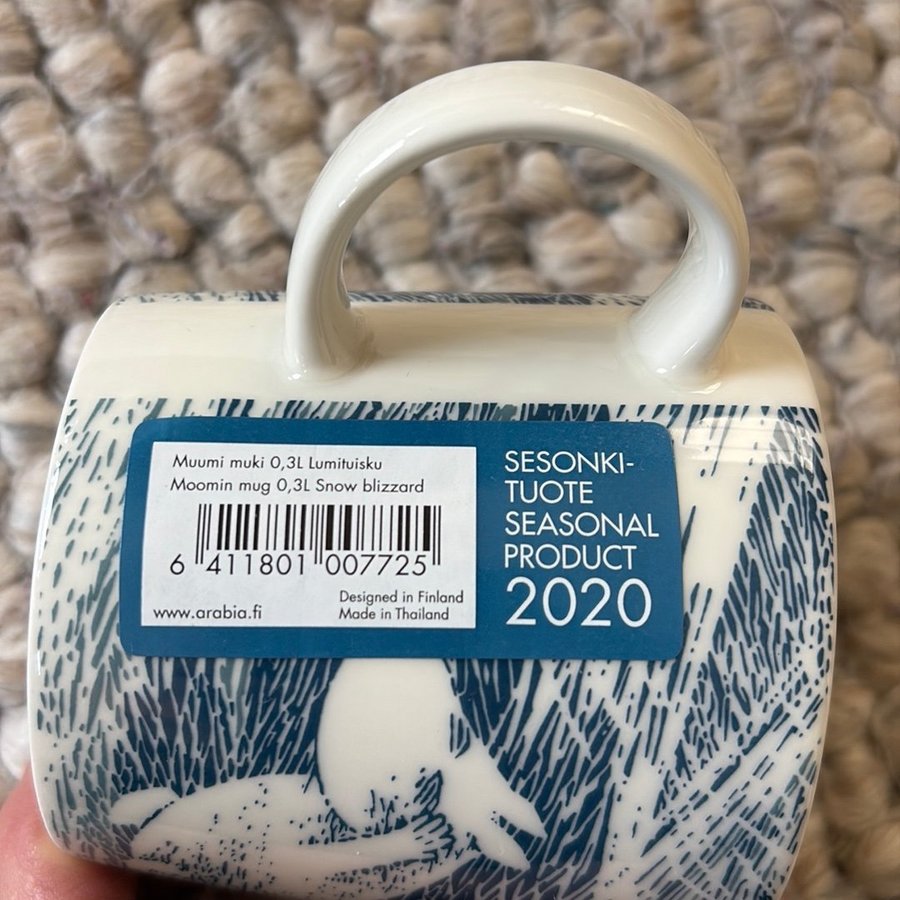 Muumi muki 0,3L Lumituisku
Moomin mug 0,3L Snow blizzard
6 411801 007725
www.arabia.fi
Designed in Finland
Made in Thailand
SESONKI-
TUOTE
SEASONAL
PRODUCT
2020